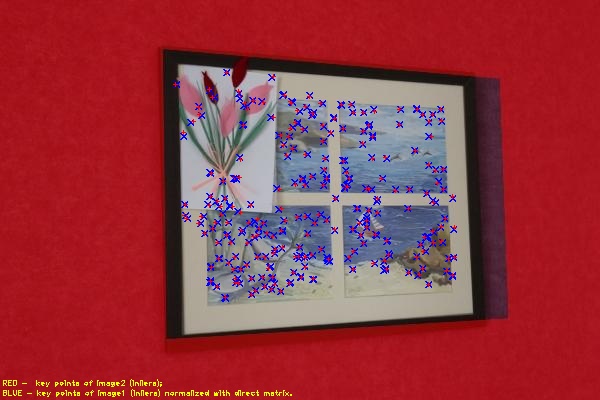 RED - key points of image2 (inliers);
BLUE - key points of image1 (inliers) normalized with direct matrix.